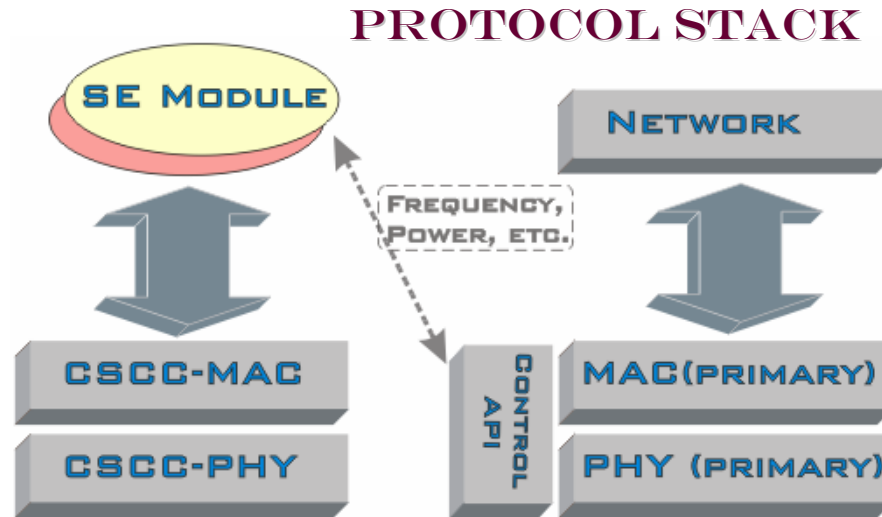 PROTOCOL STACK
SE MODULE
NETWORK
FREQUENCY,
POWER, ETC.
CSCC-MAC
CONTROL
API
MAC(PRIMARY)
CSCC-PHY
PHY (PRIMARY)